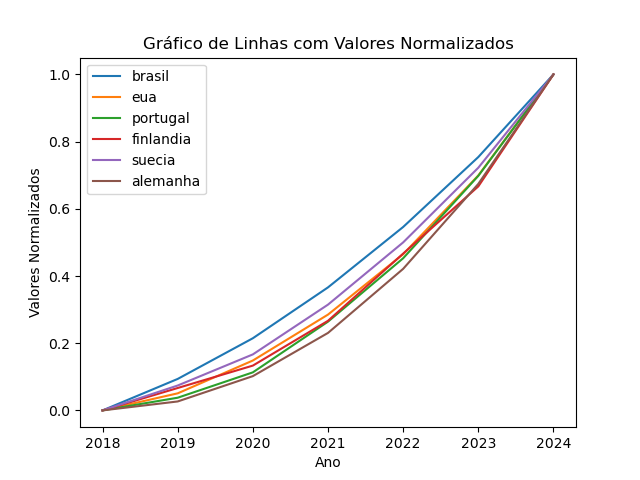 Gráfico de Linhas com Valores Normalizados
brasil
eua
portugal
finlandia
suecia
alemanha
Valores Normalizados
1.0
0.8
0.6
0.4
0.2
0.0
2018 2019 2020 2021 2022 2023 2024
Ano